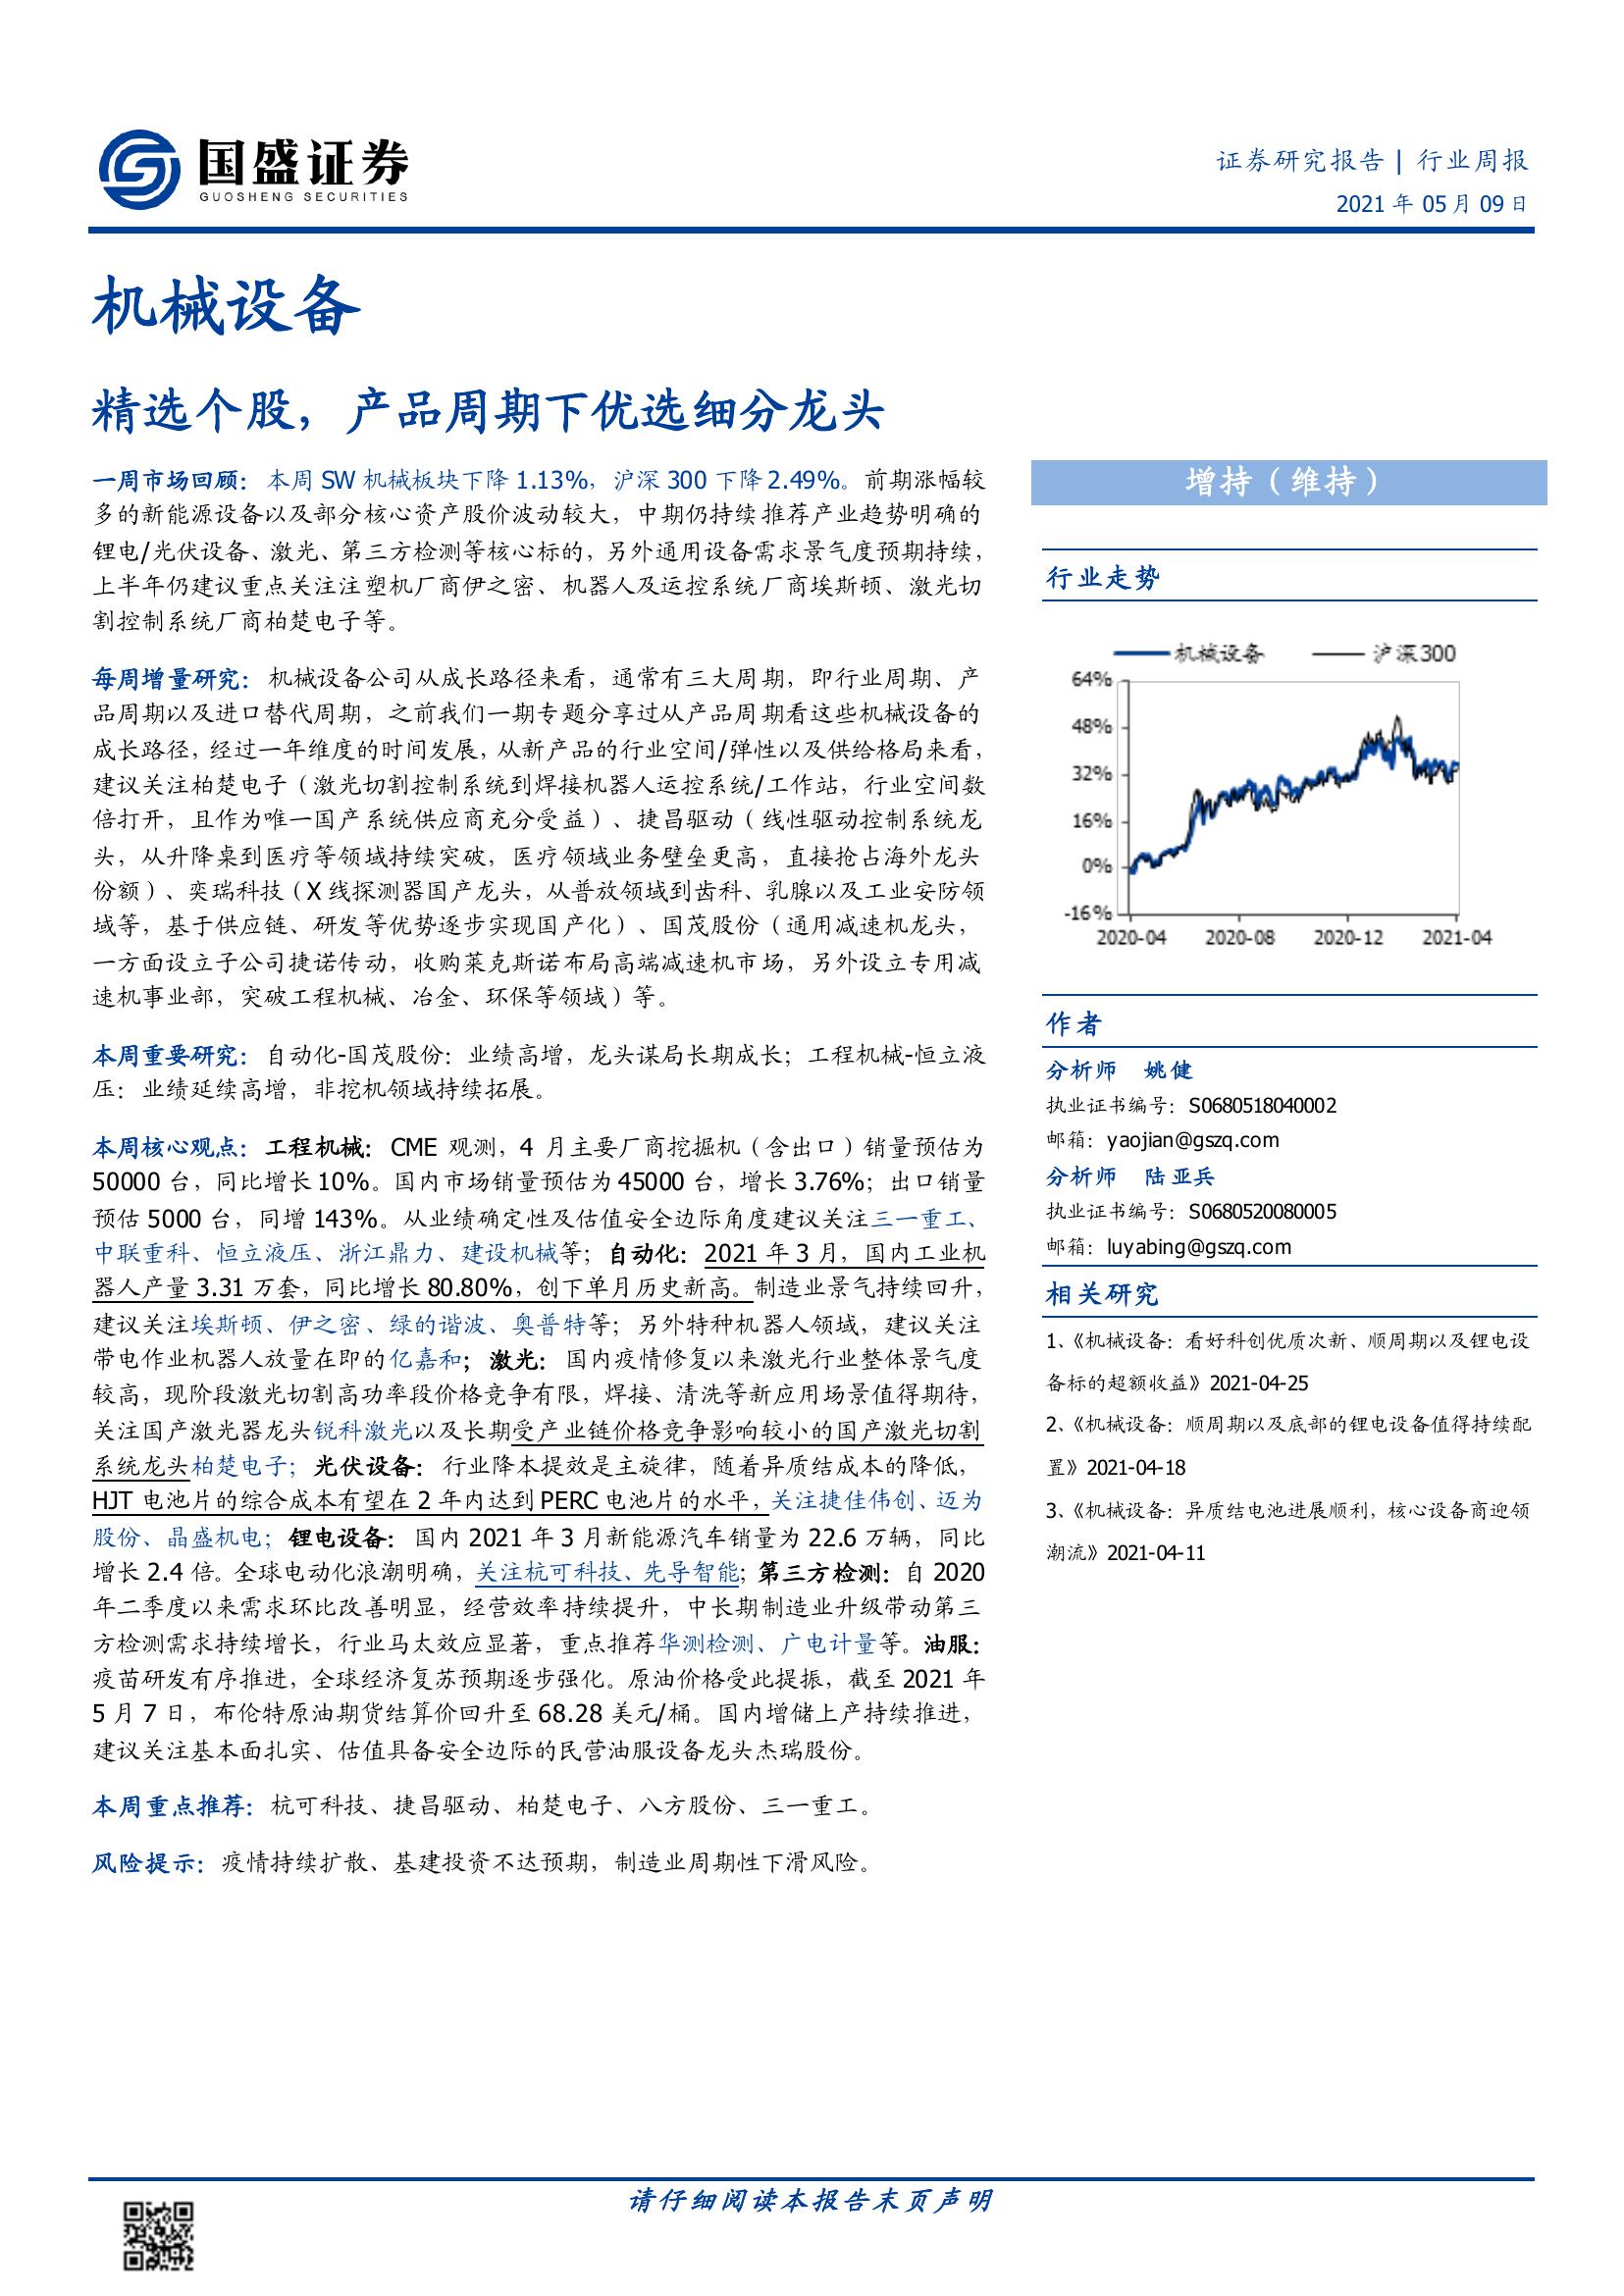 国盛证券
GUOSHENG SECURITIES
证券研究报告 | 行业周报
2021 年 05 月 09 日
机械设备
精选个股，产品周期下优选细分龙头
一周市场回顾：本周 SW 机械板块下降 1.13%，沪深 300 下降 2.49%。前期涨幅较
多的新能源设备以及部分核心资产股价波动较大，中期仍持续推荐产业趋势明确的
锂电/光伏设备、激光、第三方检测等核心标的，另外通用设备需求景气度预期持续，
上半年仍建议重点关注注塑机厂商伊之密、机器人及运控系统厂商埃斯顿、激光切
割控制系统厂商柏楚电子等。
每周增量研究：机械设备公司从成长路径来看，通常有三大周期，即行业周期、产
品周期以及进口替代周期，之前我们一期专题分享过从产品周期看这些机械设备的
成长路径，经过一年维度的时间发展，从新产品的行业空间/弹性以及供给格局来看，
建议关注柏楚电子（激光切割控制系统到焊接机器人运控系统/工作站，行业空间数
倍打开，且作为唯一国产系统供应商充分受益）、捷昌驱动（线性驱动控制系统龙
头，从升降桌到医疗等领域持续突破，医疗领域业务壁垒更高，直接抢占海外龙头
份额）、奕瑞科技（X 线探测器国产龙头，从普放领域到齿科、乳腺以及工业安防领
域等，基于供应链、研发等优势逐步实现国产化）、国茂股份（通用减速机龙头，
一方面设立子公司捷诺传动，收购莱克斯诺布局高端减速机市场，另外设立专用减
速机事业部，突破工程机械、冶金、环保等领域）等。
本周重要研究：自动化-国茂股份：业绩高增，龙头谋局长期成长；工程机械-恒立液
压：业绩延续高增，非挖机领域持续拓展。
本周核心观点：工程机械：CME 观测，4 月主要厂商挖掘机（含出口）销量预估为
50000 台，同比增长 10%。国内市场销量预估为 45000 台，增长 3.76%；出口销量
预估 5000 台，同增 143%。从业绩确定性及估值安全边际角度建议关注三一重工、
中联重科、恒立液压、浙江鼎力、建设机械等；自动化：2021 年 3 月，国内工业机
器人产量 3.31 万套，同比增长 80.80%，创下单月历史新高。制造业景气持续回升，
建议关注埃斯顿、伊之密、绿的谐波、奥普特等；另外特种机器人领域，建议关注
带电作业机器人放量在即的亿嘉和；激光：国内疫情修复以来激光行业整体景气度
较高，现阶段激光切割高功率段价格竞争有限，焊接、清洗等新应用场景值得期待，
关注国产激光器龙头锐科激光以及长期受产业链价格竞争影响较小的国产激光切割
系统龙头柏楚电子；光伏设备：行业降本提效是主旋律，随着异质结成本的降低，
HJT 电池片的综合成本有望在 2 年内达到 PERC 电池片的水平，关注捷佳伟创、迈为
股份、晶盛机电；锂电设备：国内 2021 年 3 月新能源汽车销量为 22.6 万辆，同比
增长 2.4 倍。全球电动化浪潮明确，关注杭可科技、先导智能；第三方检测：自 2020
年二季度以来需求环比改善明显，经营效率持续提升，中长期制造业升级带动第三
方检测需求持续增长，行业马太效应显著，重点推荐华测检测、广电计量等。油服：
疫苗研发有序推进，全球经济复苏预期逐步强化。原油价格受此提振，截至 2021 年
5 月 7 日，布伦特原油期货结算价回升至 68.28 美元/桶。国内增储上产持续推进，
建议关注基本面扎实、估值具备安全边际的民营油服设备龙头杰瑞股份。
本周重点推荐：杭可科技、捷昌驱动、柏楚电子、八方股份、三一重工。
风险提示：疫情持续扩散、基建投资不达预期，制造业周期性下滑风险。
增持（维持）
行业走势
机械设备 沪深300
64%
48%
32%
16%
0%
-16%
2020-04 2020-08 2020-12 2021-04
作者
分析师 姚健
执业证书编号：S0680518040002
邮箱：yaojian@gszq.com
分析师 陆亚兵
执业证书编号：S0680520080005
邮箱：luyabing@gszq.com
相关研究
1、《机械设备：看好科创优质次新、顺周期以及锂电设
备标的超额收益》2021-04-25
2、《机械设备：顺周期以及底部的锂电设备值得持续配
置》2021-04-18
3、《机械设备：异质结电池进展顺利，核心设备商迎领
潮流》2021-04-11
请仔细阅读本报告末页声明